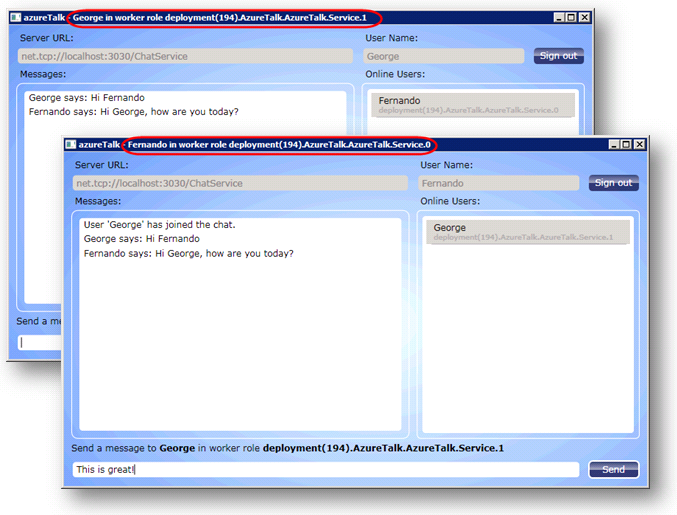 azureTalk - George in worker role deployment(194).AzureTalk.AzureTalk.Service.1
Server URL: User Name:
net.tcp://localhost:3030/ChatService George Sign out
Messages: Online Users:
George says: Hi Fernando
Fernando says: Hi George, how are you today?
Fernando
deployment(194).AzureTalk.AzureTalk.Service.0
Send a me
azureTalk - Fernando in worker role deployment(194).AzureTalk.AzureTalk.Service.0
Server URL: User Name:
net.tcp://localhost:3030/ChatService Fernando Sign out
Messages: Online Users:
User 'George' has joined the chat.
George says: Hi Fernando
Fernando says: Hi George, how are you today?
George
deployment(194).AzureTalk.AzureTalk.Service.1
Send a message to George in worker role deployment(194).AzureTalk.AzureTalk.Service.1
This is great! Send